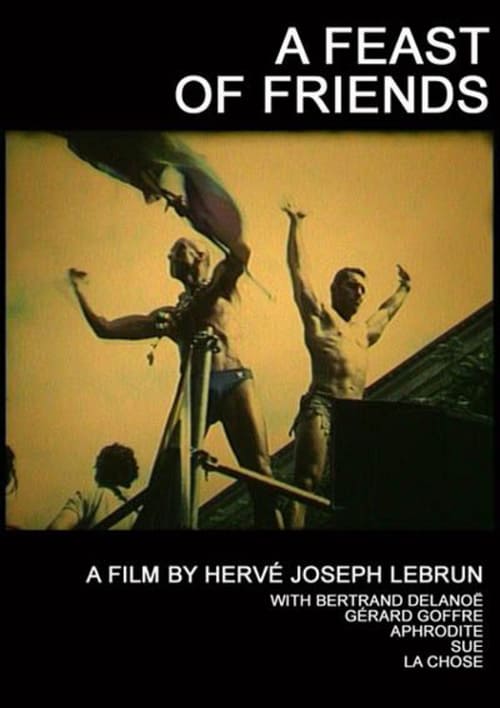 A FEAST
OF FRIENDS
A FILM BY HERVÉ JOSEPH LEBRUN
WITH BERTRAND DELANOË
GÉRARD GOFFRE
APHRODITE
SUE
LA CHOSE